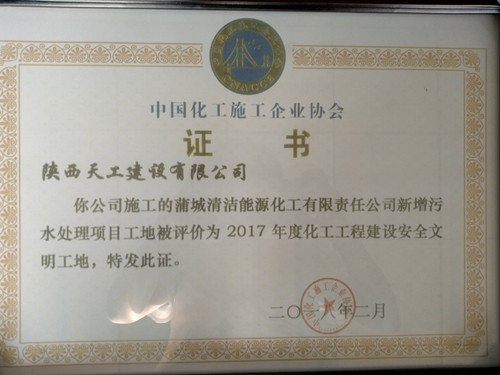 中国化工施工企业协会
证书
陕西天工建设有限公司
你公司施工的蒲城清洁能源化工有限责任公司新增污
水处理项目工地被评价为 2017 年度化工工程建设安全文
明工地，特发此证。
二〇一八年二月